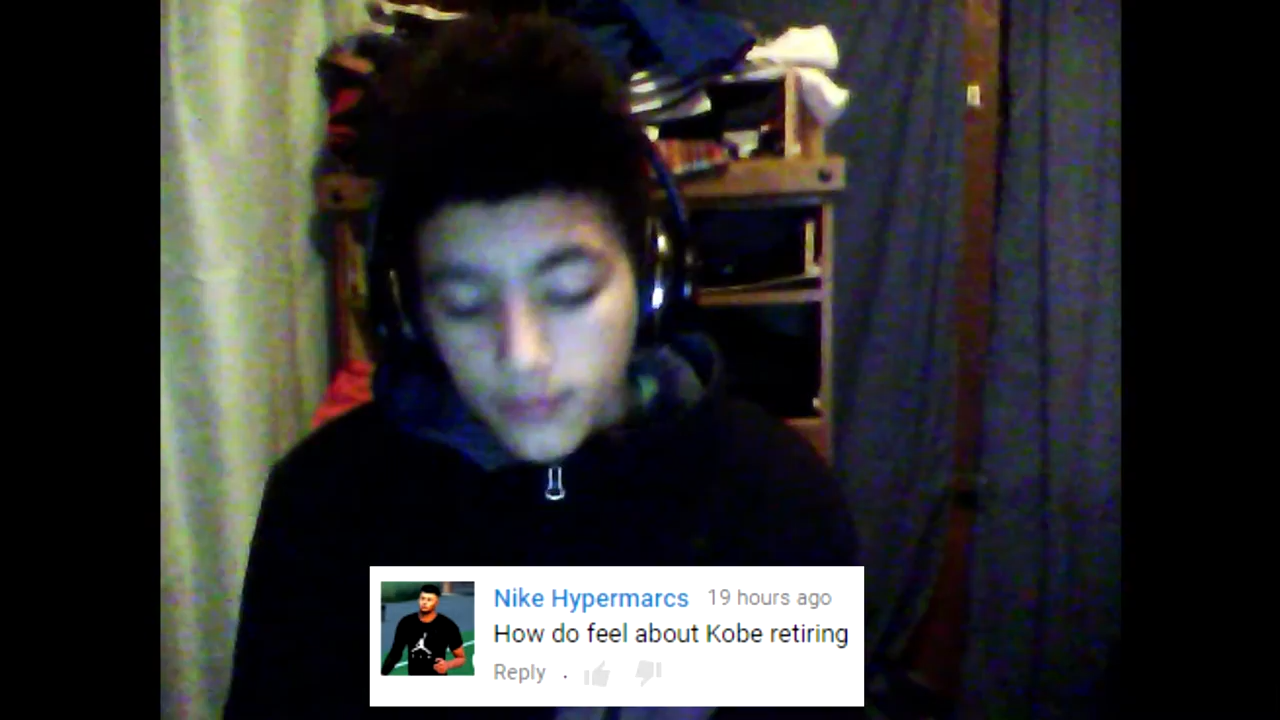 Nike Hypermarcs 19 hours ago
How do feel about Kobe retiring
Reply .